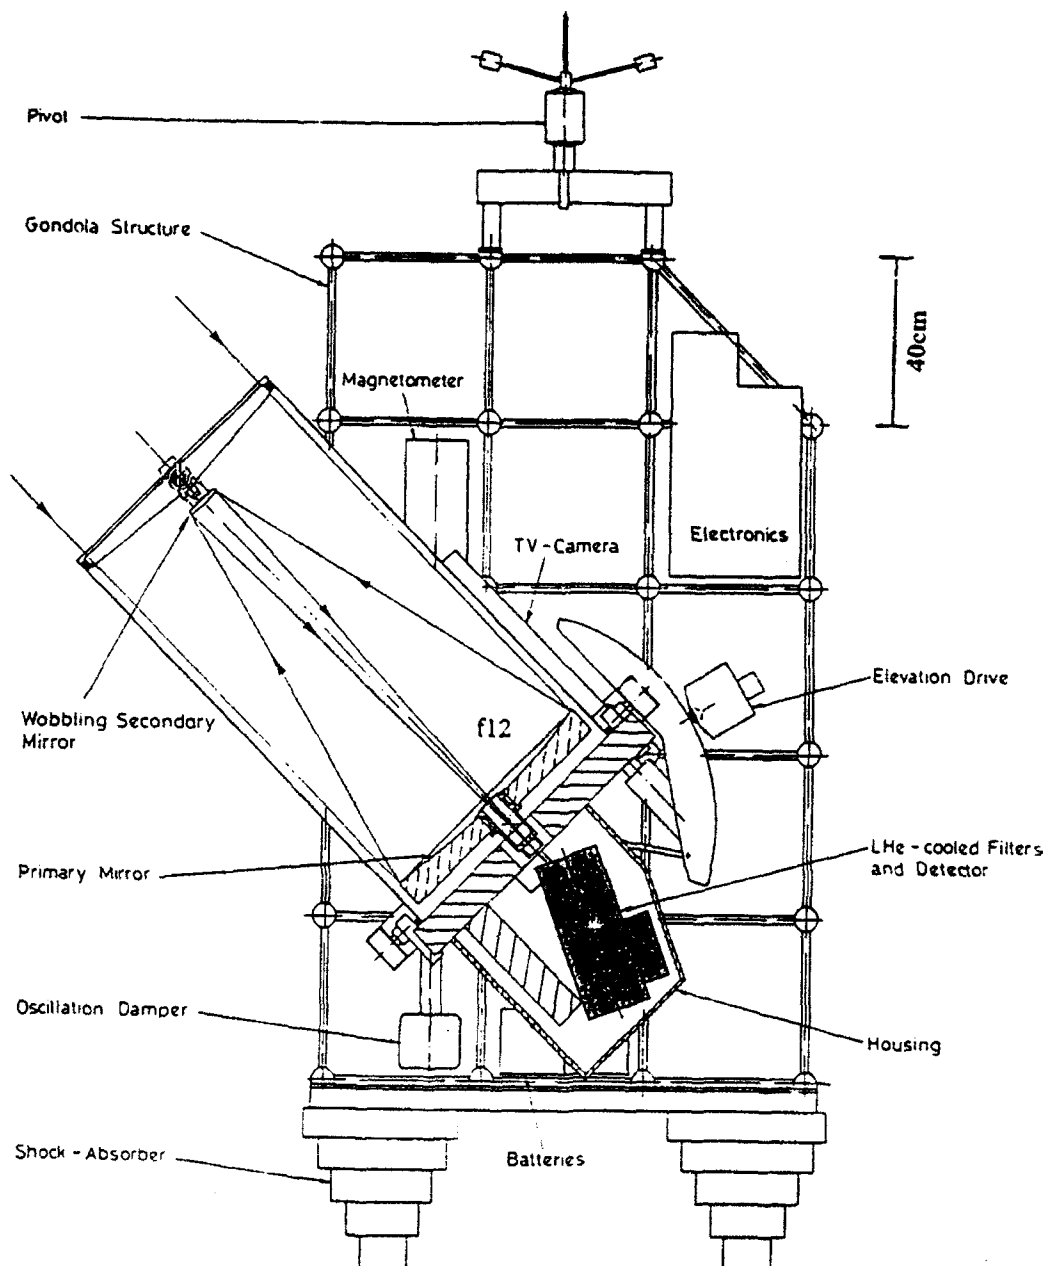 Pivot
Gondola Structure
40cm
Magnetometer
TV-Camera
Electronics
Elevation Drive
Wobbling Secondary
Mirror
f12
Primary Mirror
LHe-cooled Filters
and Detector
Oscillation Damper
Housing
Shock-Absorber
Batteries